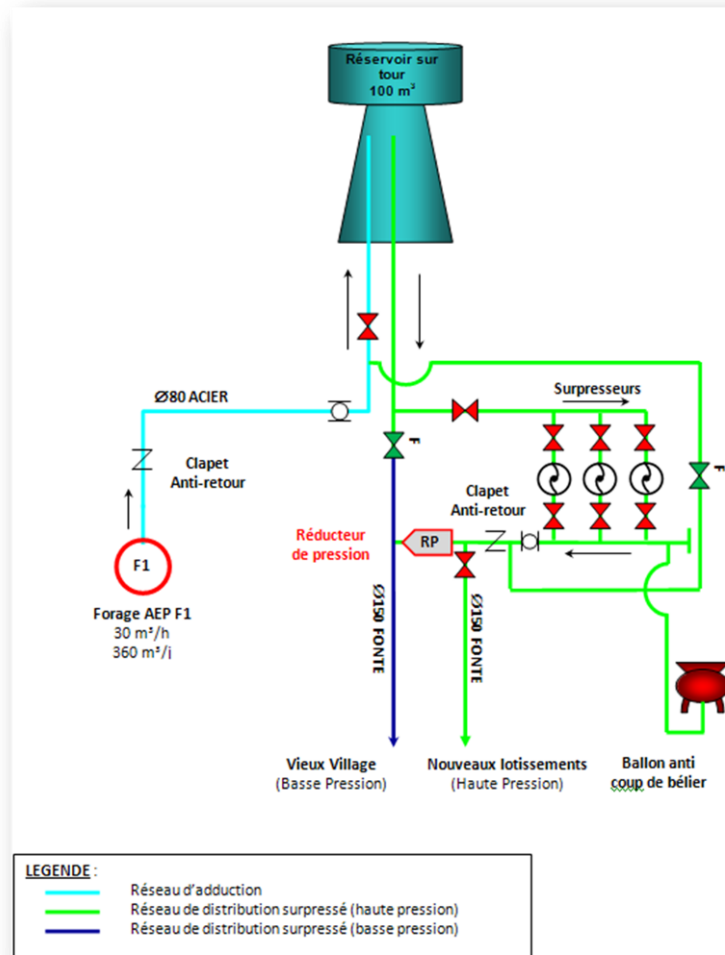 Réservoir sur
tour
100 m³
Ø80 ACIER
Surpresseurs
F
F
Clapet
Anti-retour
Clapet
Anti-retour
Réducteur
de pression
RP
F1
Forage AEP F1
30 m³/h
360 m³/j
Ø150 FONTE
Ø150 FONTE
Vieux Village
(Basse Pression)
Nouveaux lotissements
(Haute Pression)
Ballon anti
coup de bélier
LEGENDE :
Réseau d'adduction
Réseau de distribution surpressé (haute pression)
Réseau de distribution surpressé (basse pression)